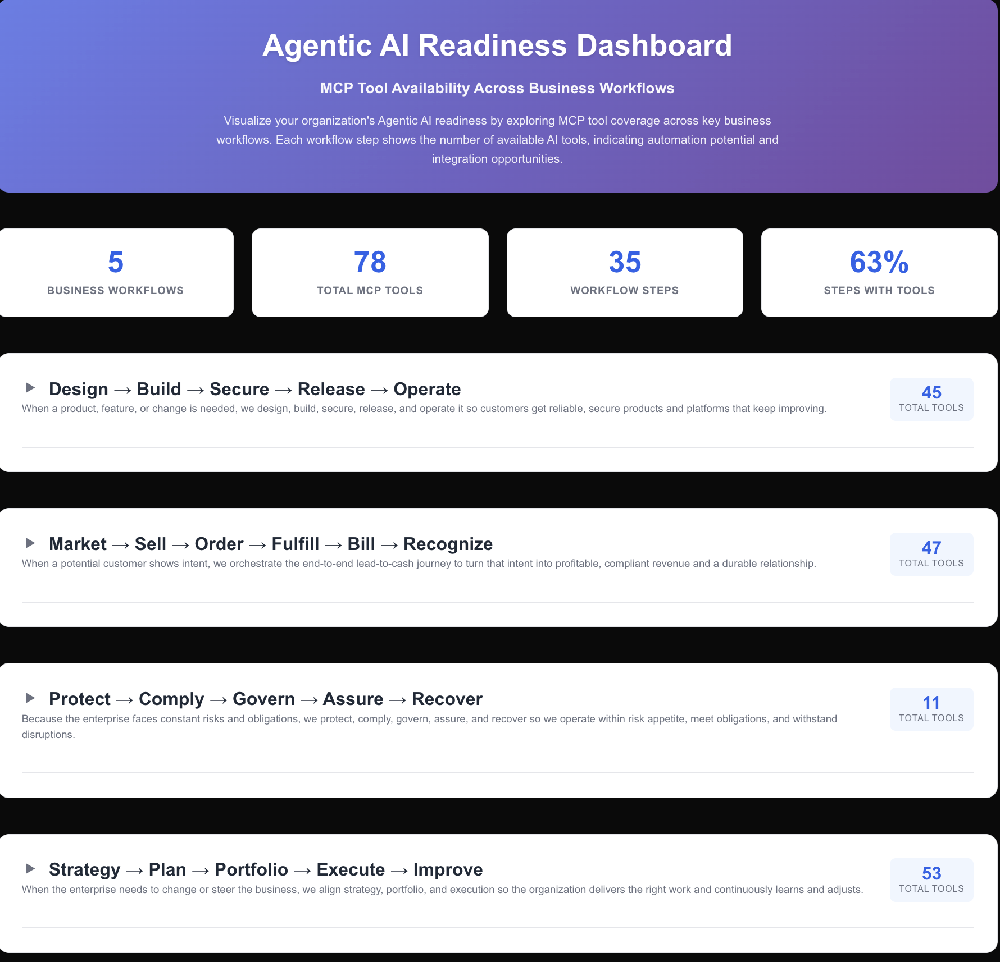 Agentic AI Readiness Dashboard
MCP Tool Availability Across Business Workflows
Visualize your organization's Agentic AI readiness by exploring MCP tool coverage across key business
workflows. Each workflow step shows the number of available AI tools, indicating automation potential and
integration opportunities.
5
BUSINESS WORKFLOWS
78
TOTAL MCP TOOLS
35
WORKFLOW STEPS
63%
STEPS WITH TOOLS
Design → Build → Secure → Release → Operate
When a product, feature, or change is needed, we design, build, secure, release, and operate it so customers get reliable, secure products and platforms that keep improving.
45
TOTAL TOOLS
Market → Sell → Order → Fulfill → Bill → Recognize
When a potential customer shows intent, we orchestrate the end-to-end lead-to-cash journey to turn that intent into profitable, compliant revenue and a durable relationship.
47
TOTAL TOOLS
Protect → Comply → Govern → Assure → Recover
Because the enterprise faces constant risks and obligations, we protect, comply, govern, assure, and recover so we operate within risk appetite, meet obligations, and withstand
disruptions.
11
TOTAL TOOLS
Strategy → Plan → Portfolio → Execute → Improve
When the enterprise needs to change or steer the business, we align strategy, portfolio, and execution so the organization delivers the right work and continuously learns and adjusts.
53
TOTAL TOOLS